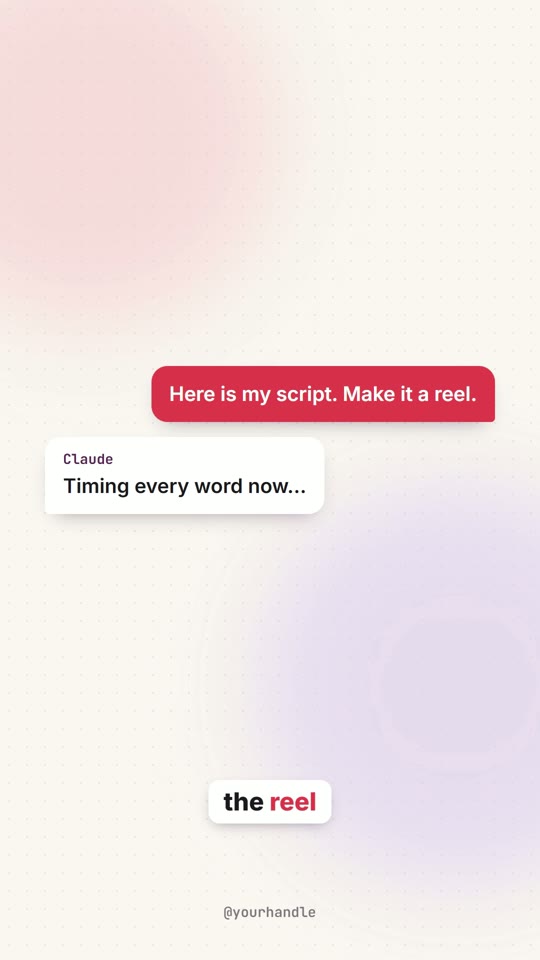 Here is my script. Make it a reel.
Claude
Timing every word now...
the reel
@yourhandle